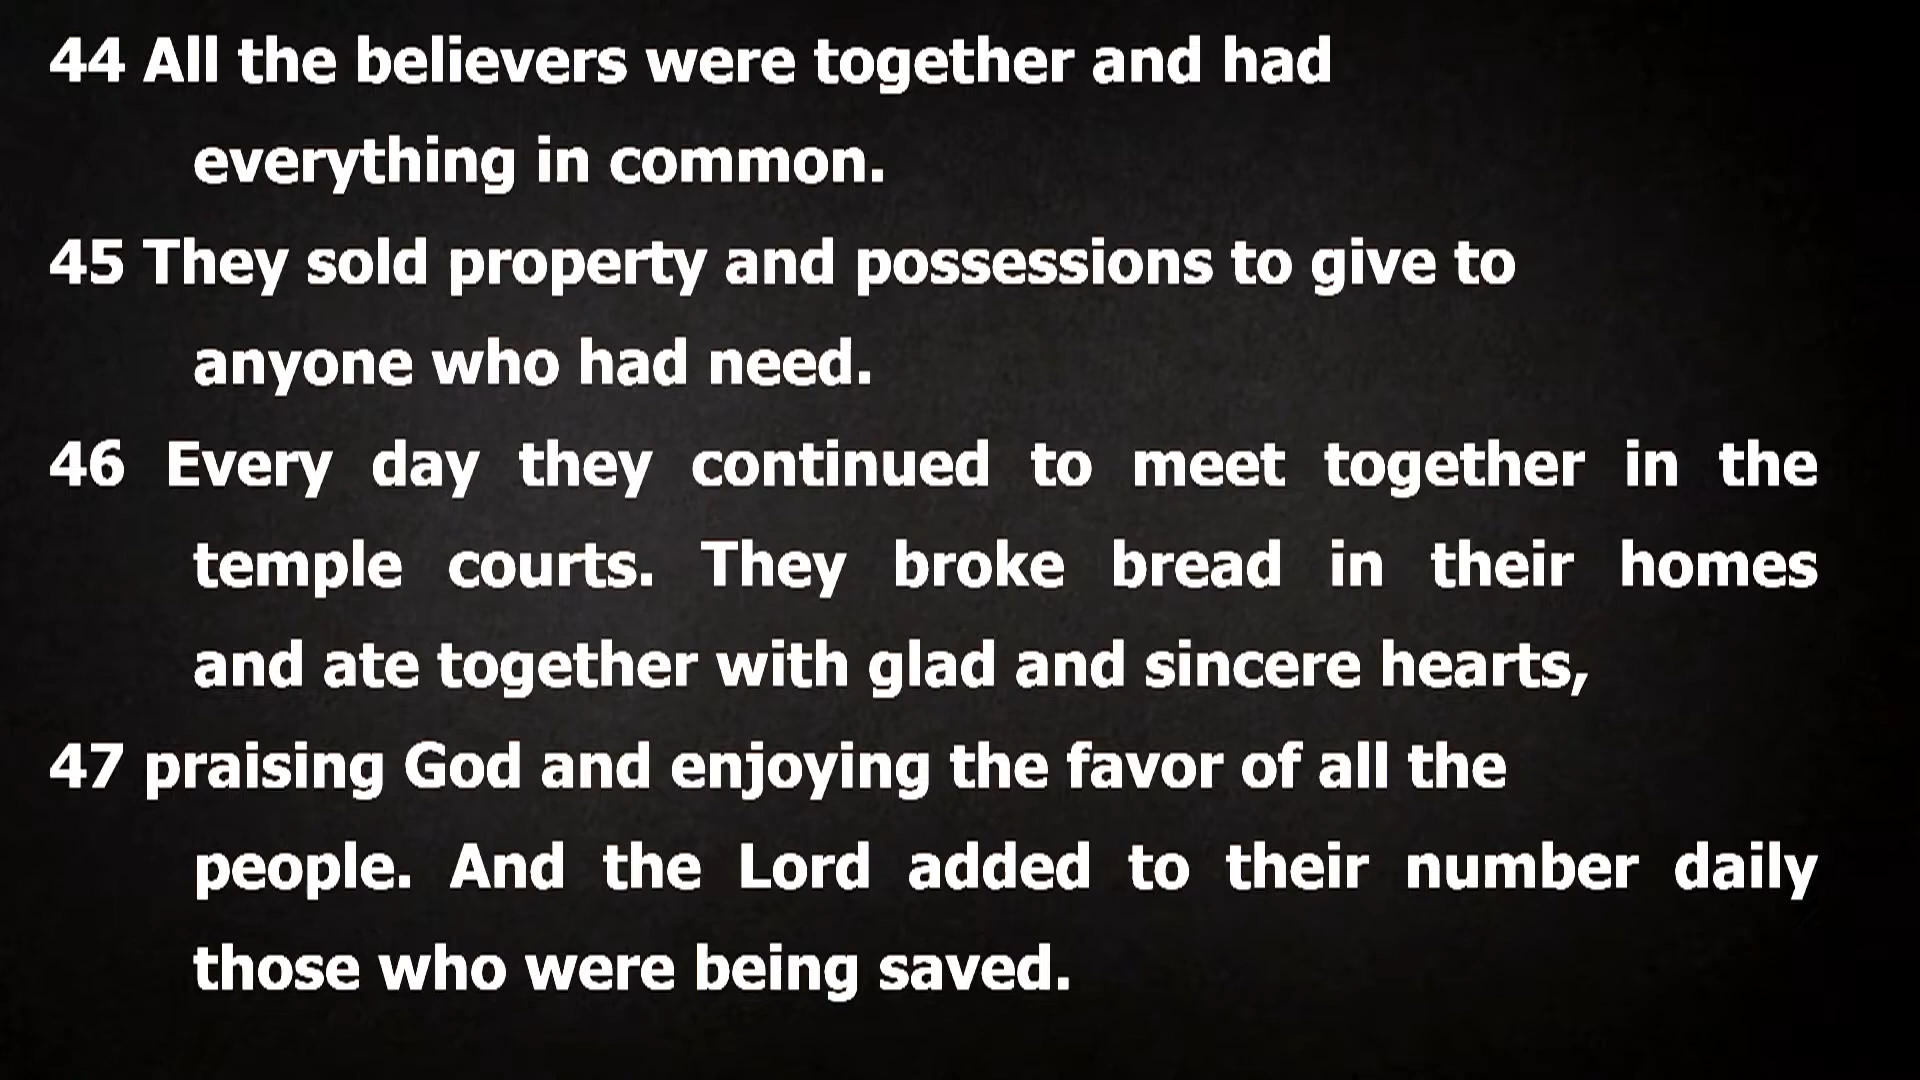 44 All the believers were together and had
everything in common.
45 They sold property and possessions to give to
anyone who had need.
46 Every day they continued to meet together in the
temple courts. They broke bread in their homes
and ate together with glad and sincere hearts,
47 praising God and enjoying the favor of all the
people. And the Lord added to their number daily
those who were being saved.